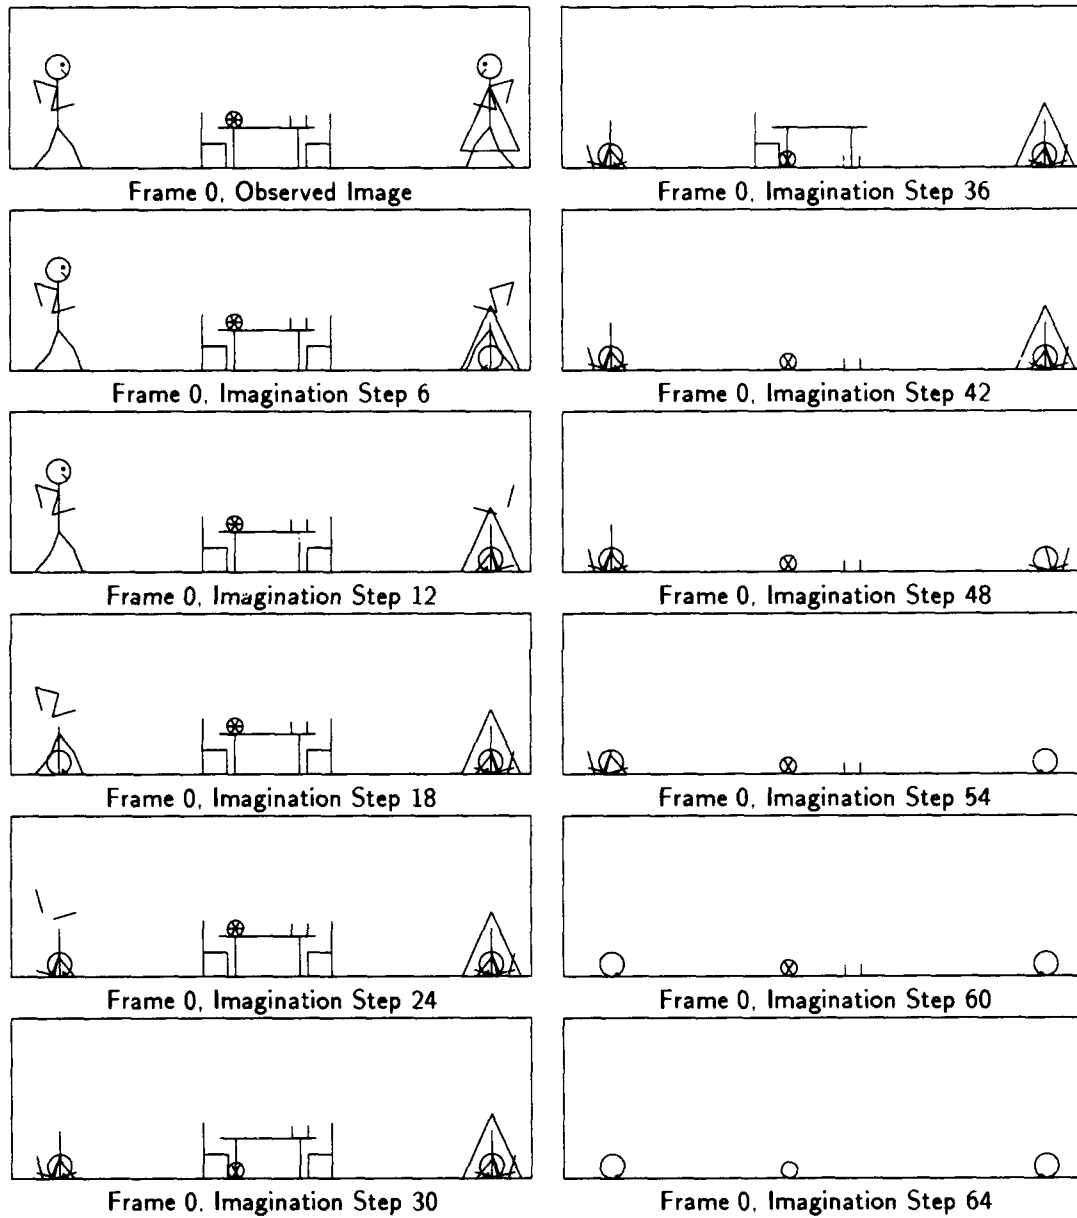 Frame 0, Observed Image
Frame 0, Imagination Step 6
Frame 0, Imagination Step 12
Frame 0, Imagination Step 18
Frame 0, Imagination Step 24
Frame 0, Imagination Step 30
Frame 0, Imagination Step 36
Frame 0, Imagination Step 42
Frame 0, Imagination Step 48
Frame 0, Imagination Step 54
Frame 0, Imagination Step 60
Frame 0, Imagination Step 64